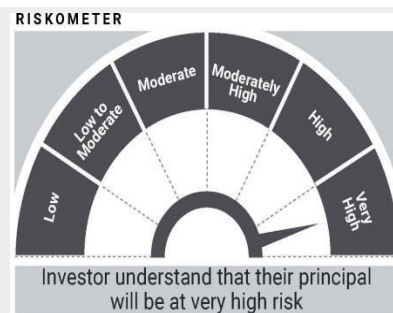 RISKOMETER
Low
Low to
Moderate
Moderate
Moderately
High
High
Very
High
Investor understand that their principal
will be at very high risk